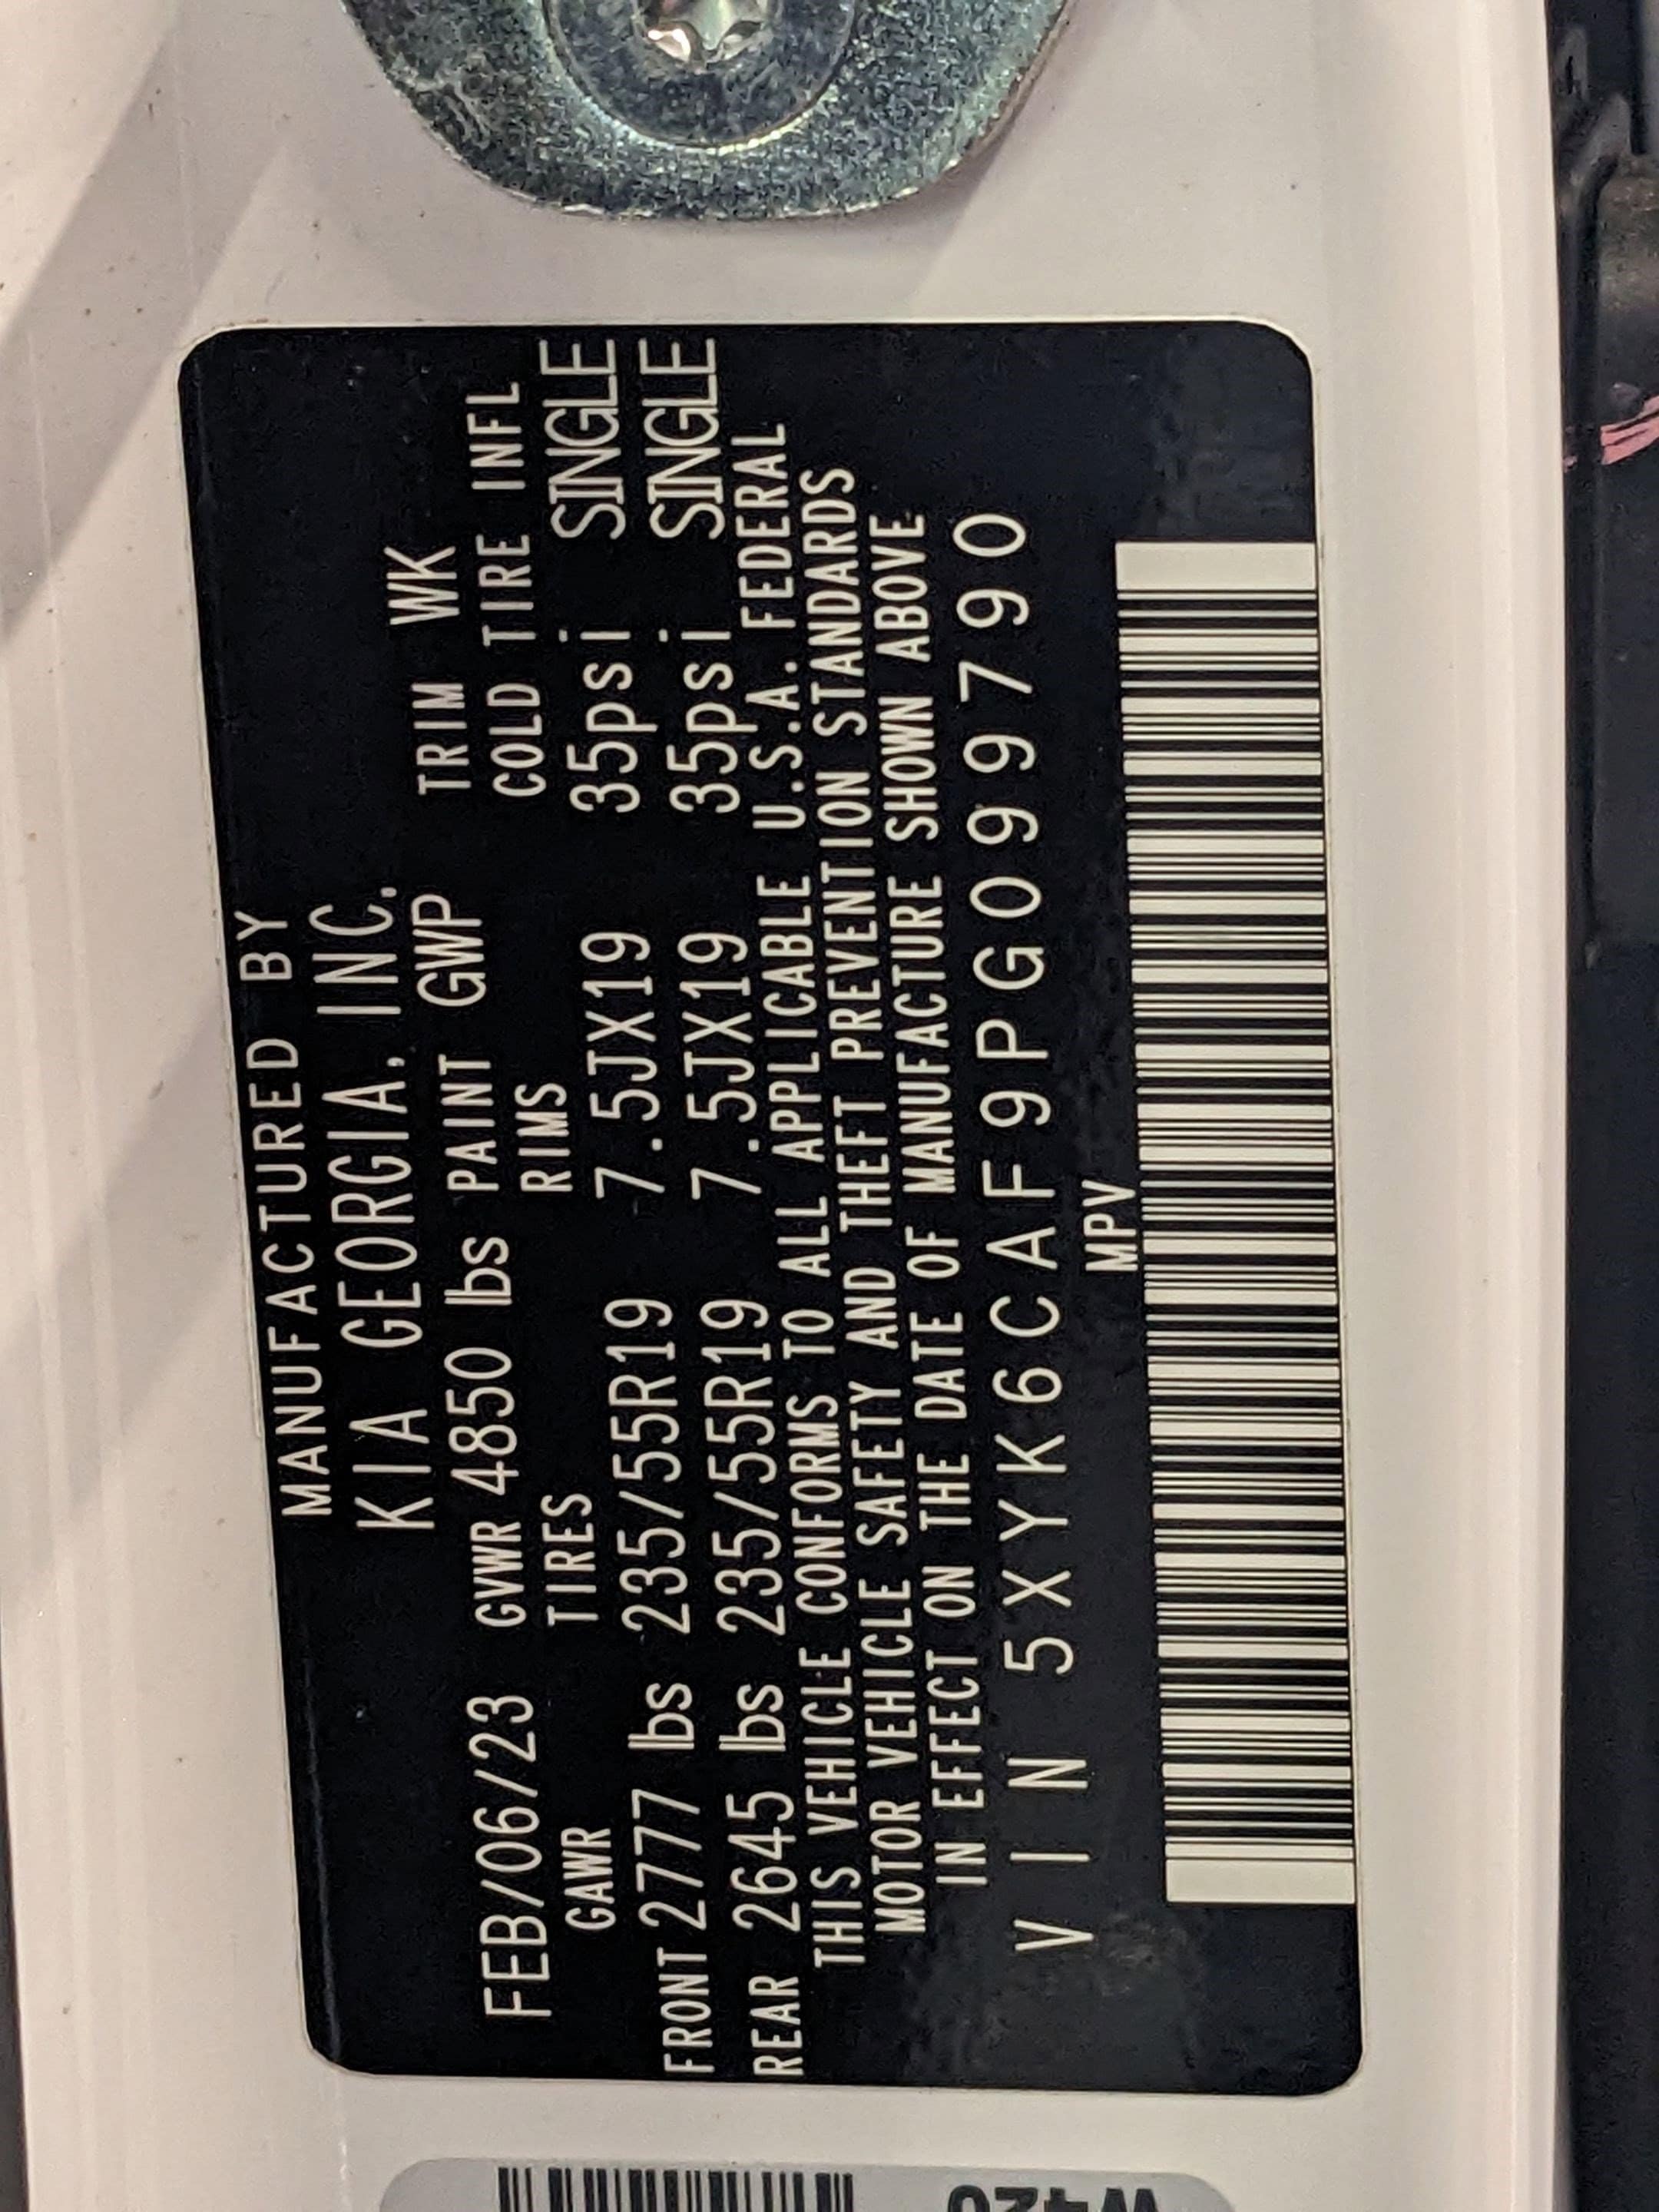 MANUFACTURED BY
KIA GEORGIA, INC.
FEB/06/23 GVWR 4850 lbs PAINT GWP TRIM WK
GAWR TIRES RIMS COLD TIRE INFL
FRONT 2777 lbs 235/55R19 7.5JX19 35psi SINGLE
REAR 2645 lbs 235/55R19 7.5JX19 35psi SINGLE
THIS VEHICLE CONFORMS TO ALL APPLICABLE U.S.A. FEDERAL
MOTOR VEHICLE SAFETY AND THEFT PREVENTION STANDARDS
IN EFFECT ON THE DATE OF MANUFACTURE SHOWN ABOVE
VIN 5XYK6CAF9PG099790
MPV